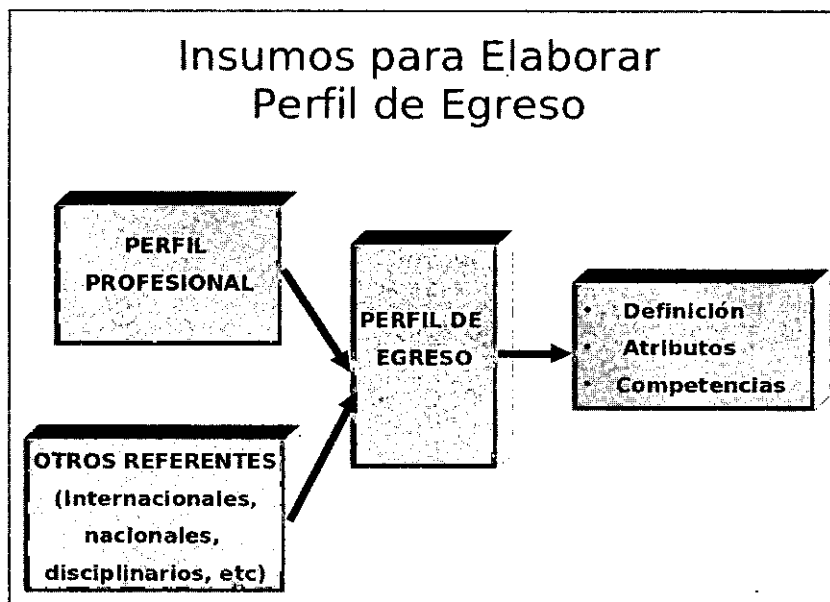 Insumos para Elaborar
Perfil de Egreso
PERFIL
PROFESIONAL
OTROS REFERENTES
(Internacionales,
nacionales,
disciplinarios, etc)
PERFIL DE
EGRESO
• Definición
• Atributos
• Competencias